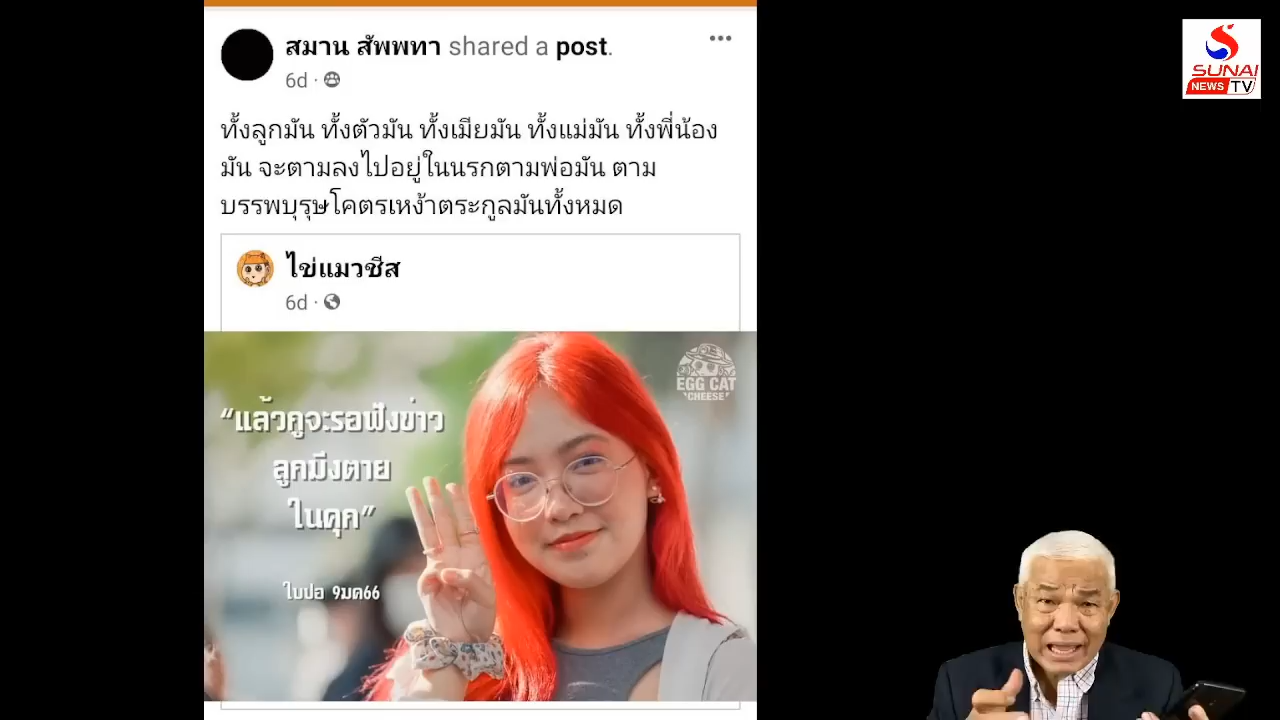 สมาน สัพพทา shared a post.
6d ·
ทั้งลูกมัน ทั้งตัวมัน ทั้งเมียมัน ทั้งแม่มัน ทั้งพี่น้อง
มัน จะตามลงไปอยู่ในนรกตามพ่อมัน ตาม
บรรพบุรุษโคตรเหง้าตระกูลมันทั้งหมด
ไข่แมวชีส
6d ·
EGG CAT
"CHEESE"
“แล้วกูจะรอฟังข่าว
ลูกมึงตาย
ในคุก”
ใบปอ 9มค66
SUNAI
NEWS TV